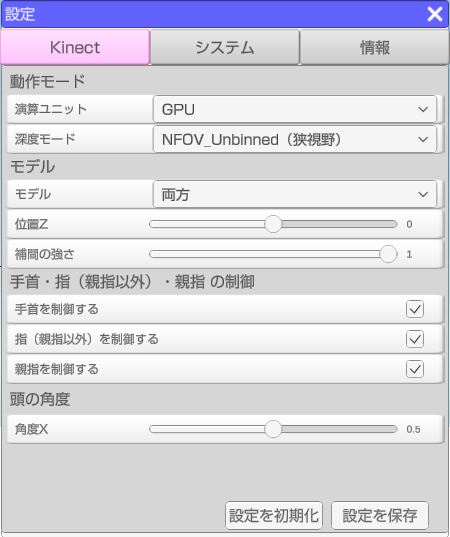 設定
Kinect
システム
情報
動作モード
演算ユニット GPU
深度モード NFOV_Unbinned（狭視野）
モデル
モデル 両方
位置Z 0
補間の強さ 1
手首・指（親指以外）・親指 の制御
手首を制御する
指（親指以外）を制御する
親指を制御する
頭の角度
角度X 0.5
設定を初期化 設定を保存